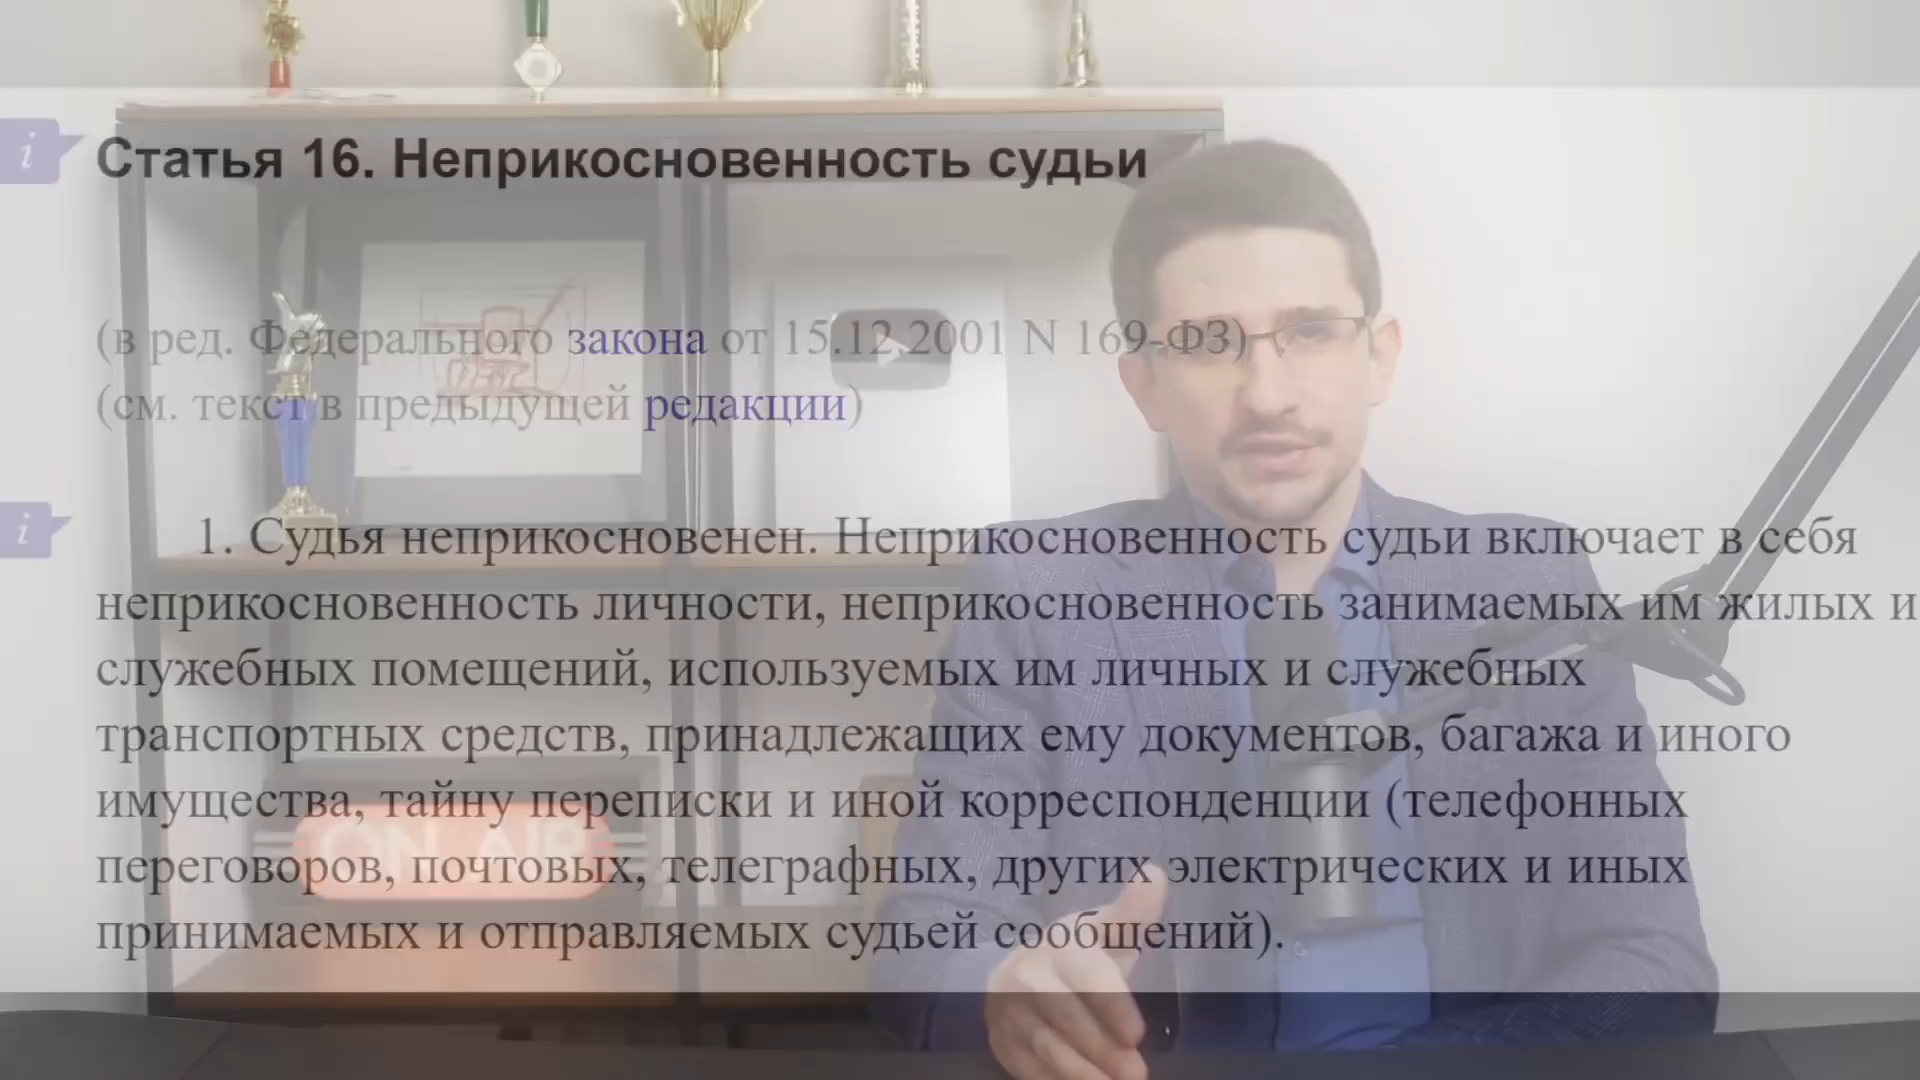 Статья 16. Неприкосновенность судьи
(в ред. Федерального закона от 15.12.2001 N 169-ФЗ)
(см. текст в предыдущей редакции)
1. Судья неприкосновенен. Неприкосновенность судьи включает в себя
неприкосновенность личности, неприкосновенность занимаемых им жилых и
служебных помещений, используемых им личных и служебных
транспортных средств, принадлежащих ему документов, багажа и иного
имущества, тайну переписки и иной корреспонденции (телефонных
ON AIR
переговоров, почтовых, телеграфных, других электрических и иных
принимаемых и отправляемых судьей сообщений).
i
i